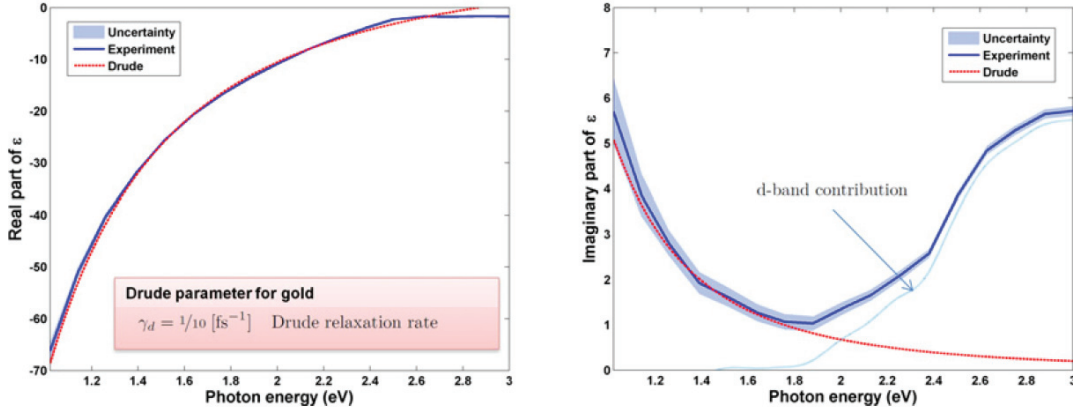 0
-10
-20
-30
-40
-50
-60
-70
Real part of ε
Uncertainty
Experiment
Drude
Drude parameter for gold
γd = 1/10 [fs⁻¹] Drude relaxation rate
1.2 1.4 1.6 1.8 2 2.2 2.4 2.6 2.8 3
Photon energy (eV)
8
7
6
5
4
3
2
1
0
Imaginary part of ε
Uncertainty
Experiment
Drude
d-band contribution
1.2 1.4 1.6 1.8 2 2.2 2.4 2.6 2.8 3
Photon energy (eV)